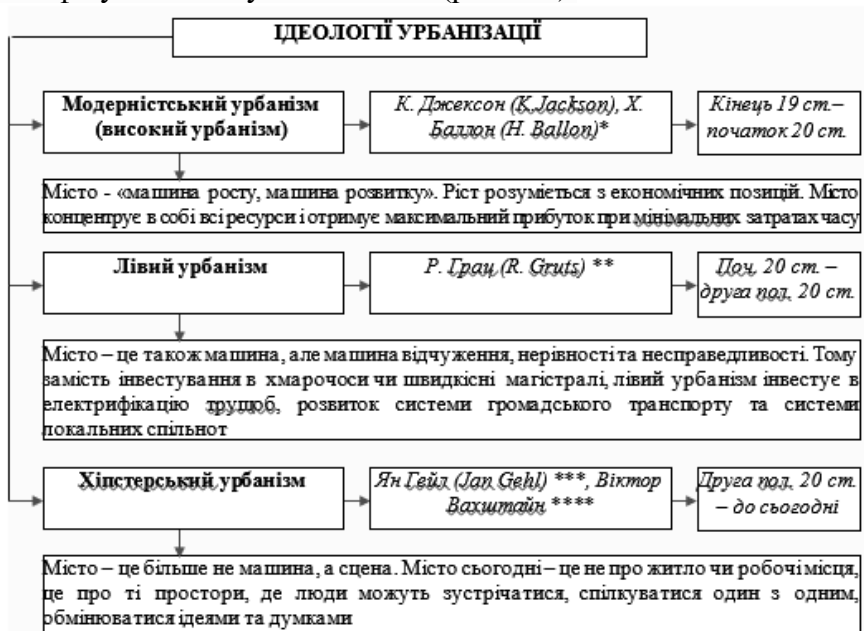 ІДЕОЛОГІЇ УРБАНІЗАЦІЇ
Модерністський урбанізм
(високий урбанізм)
К. Джексон (K.Jackson), Х.
Баллон (H. Ballon)*
Кінець 19 ст.–
початок 20 ст.
Місто - «машина росту, машина розвитку». Ріст розуміється з економічних позицій. Місто
концентрує в собі всі ресурси і отримує максимальний прибуток при мінімальних затратах часу
Лівий урбанізм
Р. Грац (R. Gruts) **
Поч. 20 ст. –
друга пол. 20 ст.
Місто – це також машина, але машина відчуження, нерівності та несправедливості. Тому
замість інвестування в хмарочоси чи швидкісні магістралі, лівий урбанізм інвестує в
електрифікацію трущоб, розвиток системи громадського транспорту та системи
локальних спільнот
Хіпстерський урбанізм
Ян Гейл (Jan Gehl) ***, Віктор
Вахштайн ****
Друга пол. 20 ст.
– до сьогодні
Місто – це більше не машина, а сцена. Місто сьогодні – це не про житло чи робочі місця,
це про ті простори, де люди можуть зустрічатися, спілкуватися один з одним,
обмінюватися ідеями та думками